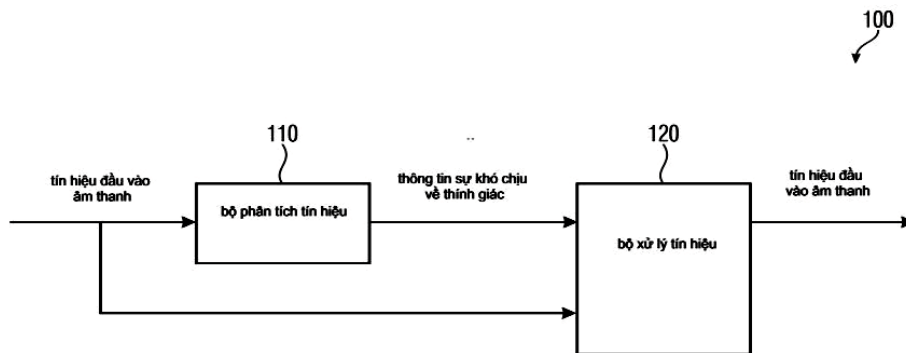 100
110
120
tín hiệu đầu vào
âm thanh
bộ phân tích tín hiệu
thông tin sự khó chịu
về thính giác
bộ xử lý tín hiệu
tín hiệu đầu
vào âm thanh